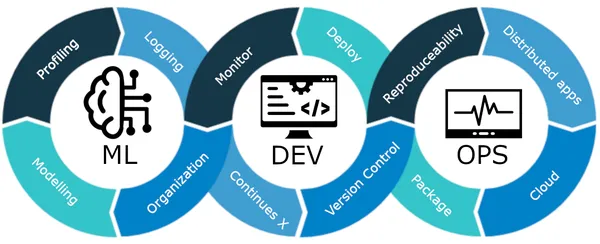 Profiling
Logging
Modelling
Organization
ML
Monitor
Deploy
Continues X
Version Control
DEV
</>
Reproduceability
Distributed apps
Package
Cloud
OPS